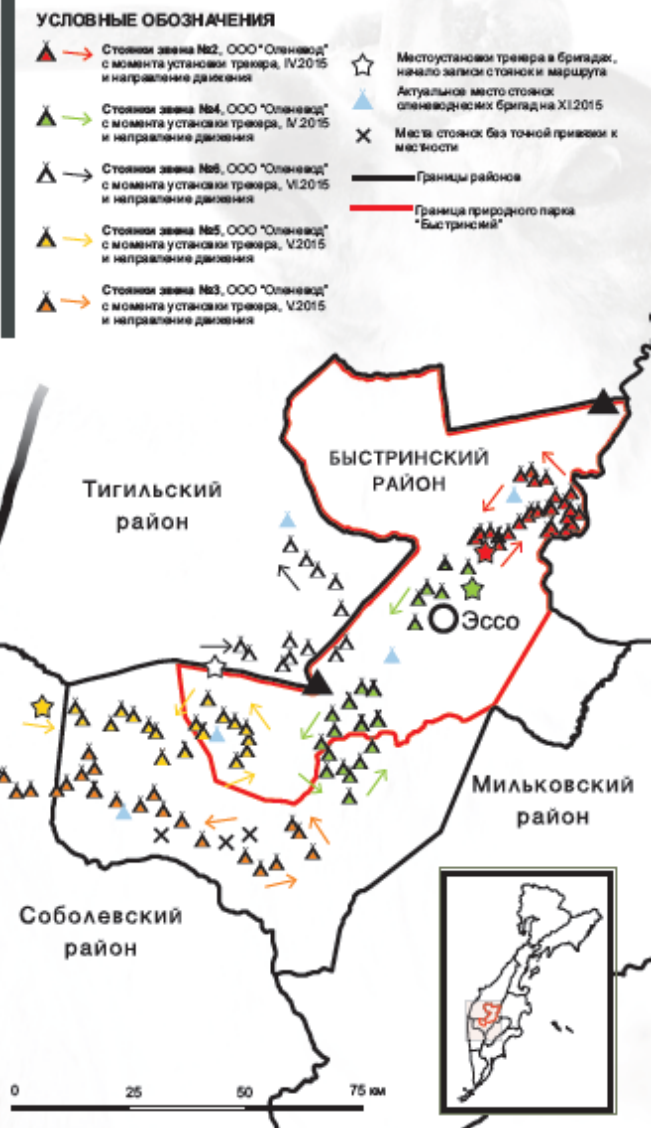 УСЛОВНЫЕ ОБОЗНАЧЕНИЯ
Стоянки звена №2, ООО "Оленевод"
с момента установки трекера, IV.2015
и направление движения
Стоянки звена №4, ООО "Оленевод"
с момента установки трекера, IV.2015
и направление движения
Стоянки звена №6, ООО "Оленевод"
с момента установки трекера, VI.2015
и направление движения
Стоянки звена №5, ООО "Оленевод"
с момента установки трекера, V.2015
и направление движения
Стоянки звена №3, ООО "Оленевод"
с момента установки трекера, V.2015
и направление движения
Место установки трекера в бригадах,
начало записи стоянок и маршрута
Актуальное место стоянок
оленеводческих бригад на XI.2015
Места стоянок без точной привязки к
местности
Границы районов
Граница природного парка
"Быстринский"
БЫСТРИНСКИЙ
РАЙОН
Тигильский
район
Эссо
Мильковский
район
Соболевский
район
0 25 50 75 км